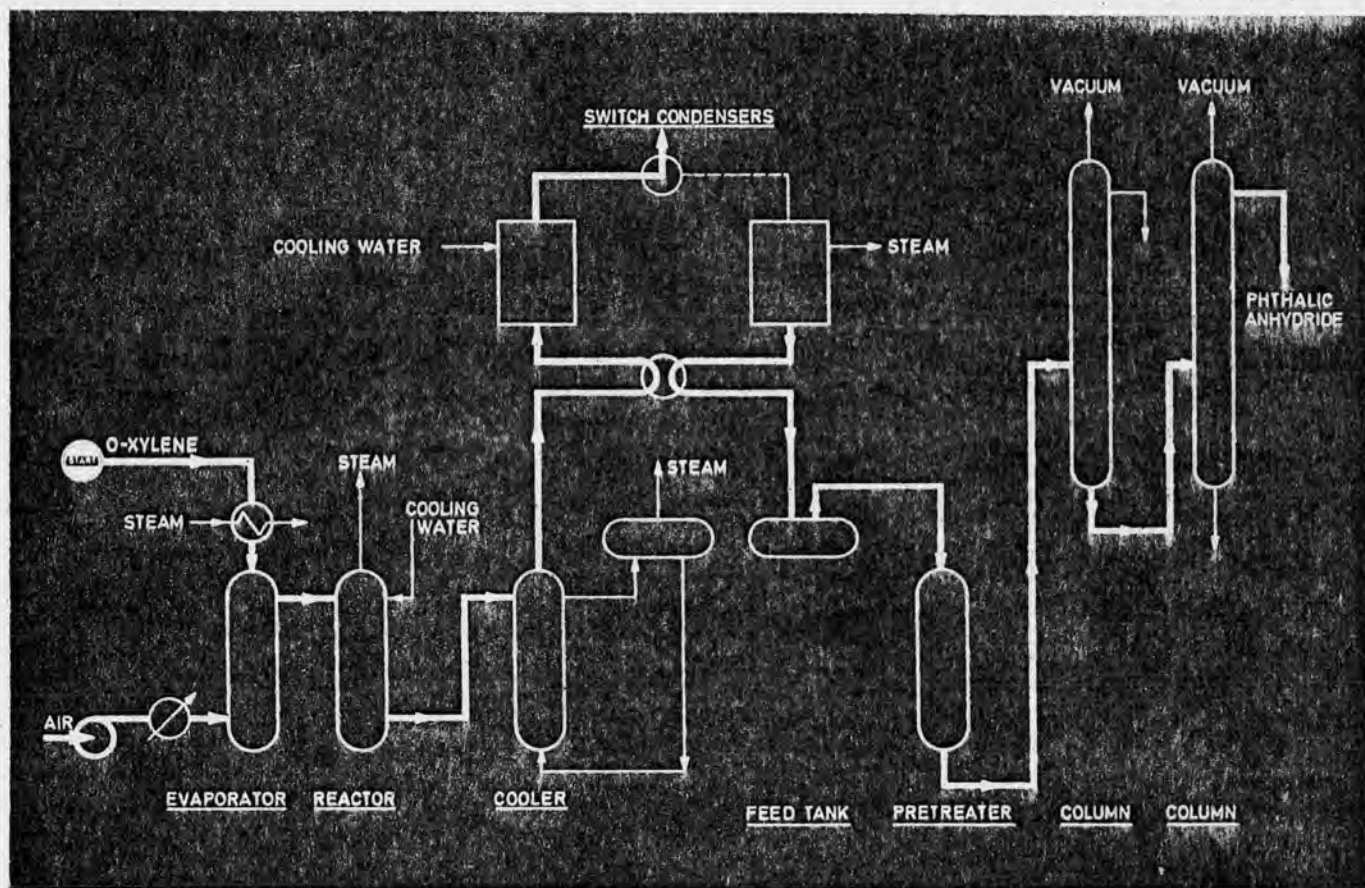 VACUUM
VACUUM
SWITCH CONDENSERS
COOLING WATER
STEAM
PHTHALIC
ANHYDRIDE
START
O-XYLENE
STEAM
STEAM
COOLING
WATER
STEAM
AIR
EVAPORATOR
REACTOR
COOLER
FEED TANK
PRETREATER
COLUMN
COLUMN